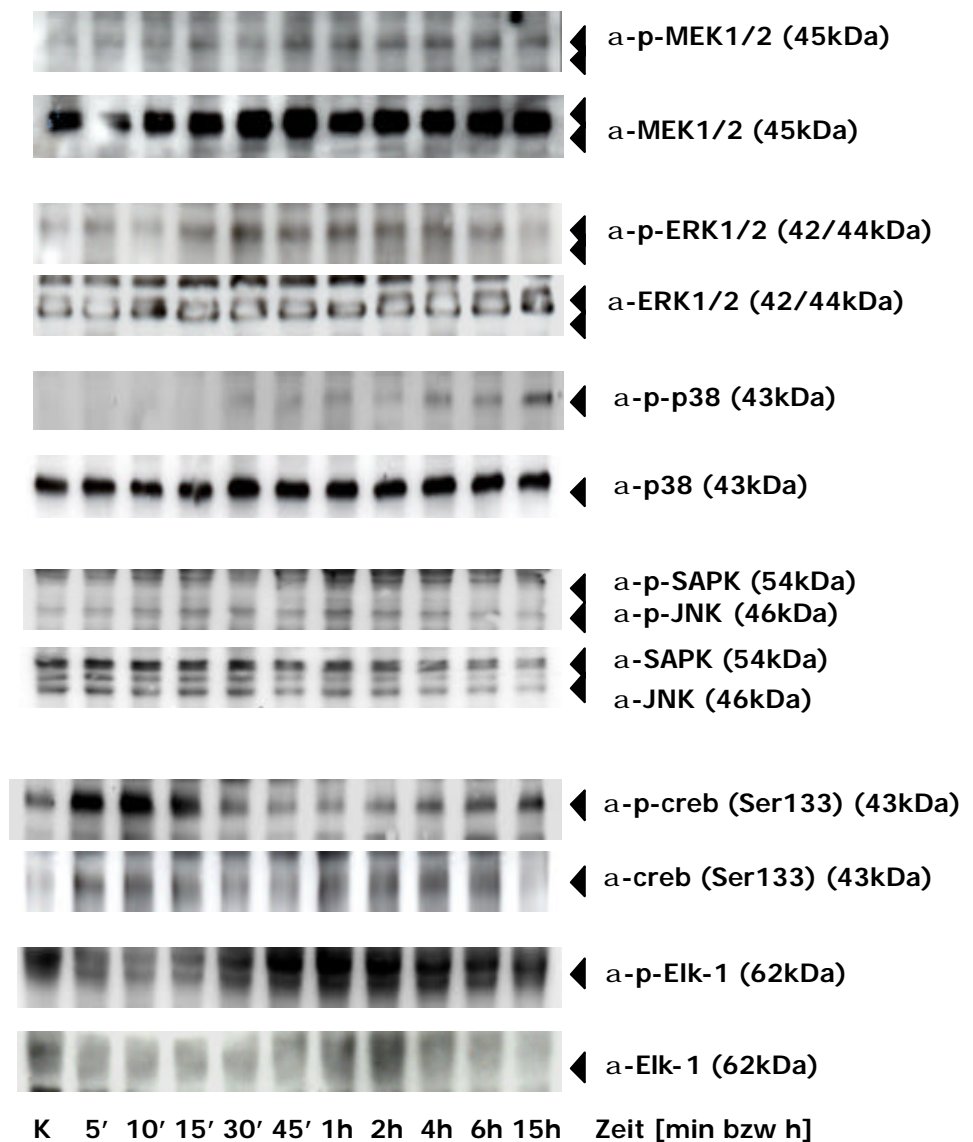 a-p-MEK1/2 (45kDa)
a-MEK1/2 (45kDa)
a-p-ERK1/2 (42/44kDa)
a-ERK1/2 (42/44kDa)
a-p-p38 (43kDa)
a-p38 (43kDa)
a-p-SAPK (54kDa)
a-p-JNK (46kDa)
a-SAPK (54kDa)
a-JNK (46kDa)
a-p-creb (Ser133) (43kDa)
a-creb (Ser133) (43kDa)
a-p-Elk-1 (62kDa)
a-Elk-1 (62kDa)
K 5′ 10′ 15′ 30′ 45′ 1h 2h 4h 6h 15h Zeit [min bzw h]